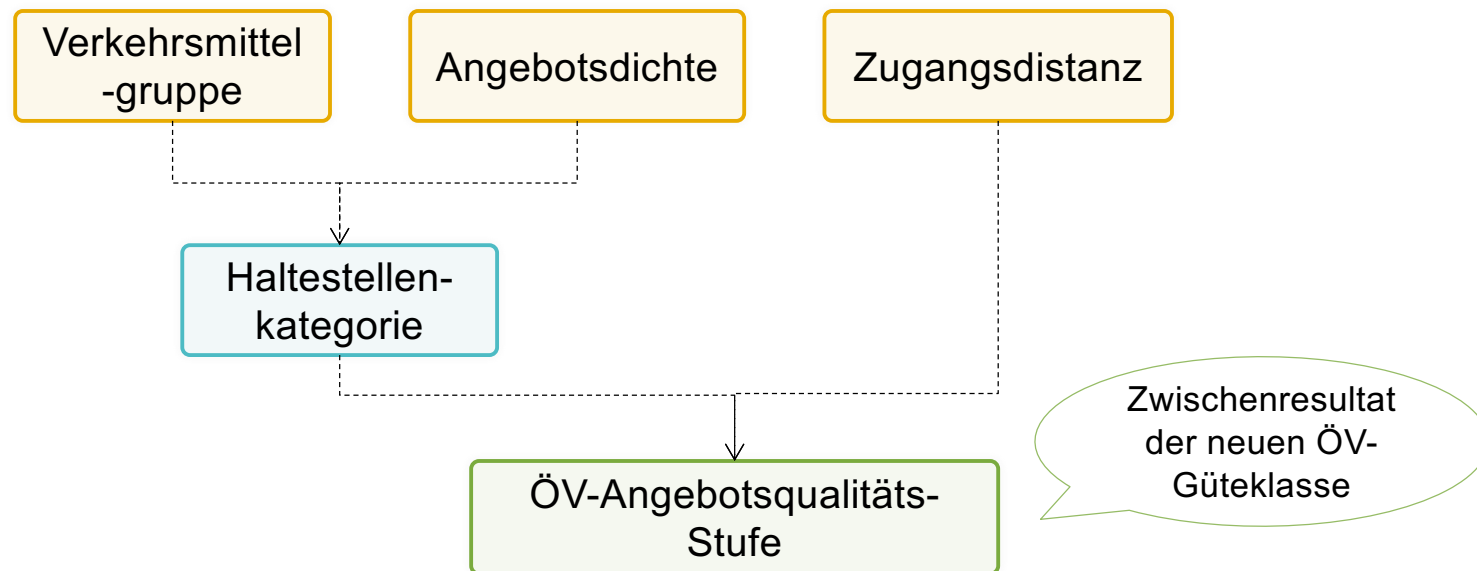 Verkehrsmittel
-gruppe
Angebotsdichte
Zugangsdistanz
Haltestellen-
kategorie
Zwischenresultat
der neuen ÖV-
Güteklasse
ÖV-Angebotsqualitäts-
Stufe